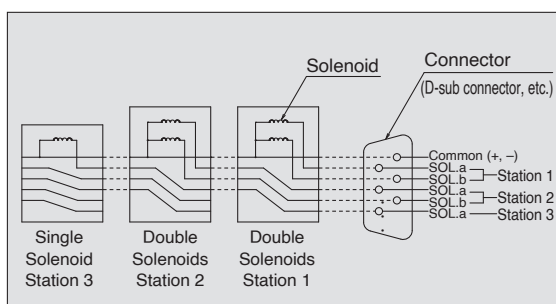 Solenoid
Connector
(D-sub connector, etc.)
Common (+, –)
SOL.a
SOL.b
Station 1
SOL.a
SOL.b
Station 2
SOL.a
Station 3
Single
Solenoid
Station 3
Double
Solenoids
Station 2
Double
Solenoids
Station 1